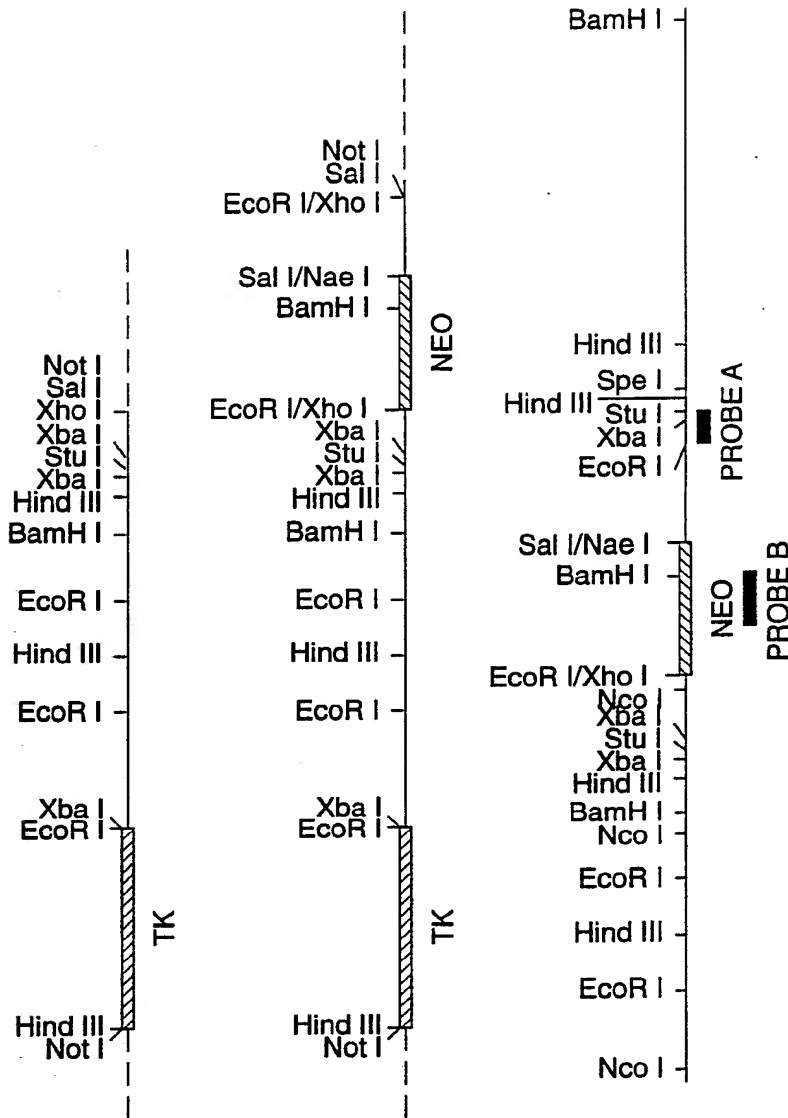 Not I
Sal I
Xho I
Xba I
Stu I
Xba I
Hind III
BamH I
EcoR I
Hind III
EcoR I
Xba I
EcoR I
TK
Hind III
Not I
Not I
Sal I
EcoR I/Xho I
Sal I/Nae I
BamH I
NEO
EcoR I/Xho I
Xba I
Stu I
Xba I
Hind III
BamH I
EcoR I
Hind III
EcoR I
Xba I
EcoR I
TK
Hind III
Not I
BamH I
Hind III
Spe I
Hind III
Stu I
Xba I
EcoR I
PROBE A
Sal I/Nae I
BamH I
NEO
PROBE B
EcoR I/Xho I
Nco I
Xba I
Stu I
Xba I
Hind III
BamH I
Nco I
EcoR I
Hind III
EcoR I
Nco I